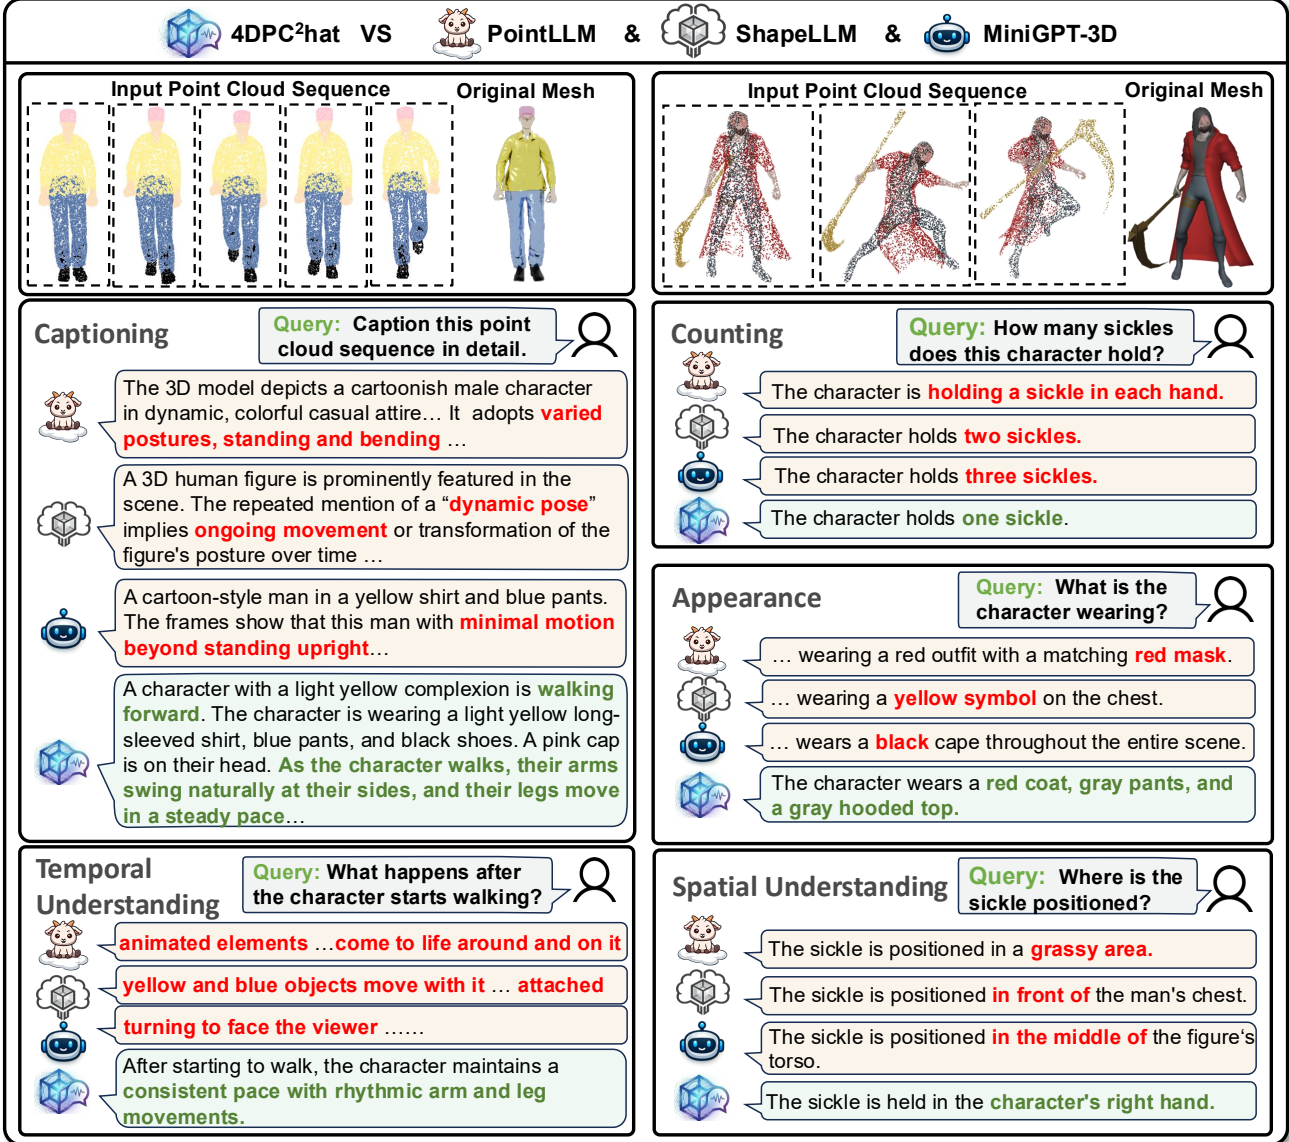 4DPC²hat VS PointLLM & ShapeLLM & MiniGPT-3D
Input Point Cloud Sequence
Original Mesh
Input Point Cloud Sequence
Original Mesh
Captioning
Query: Caption this point
cloud sequence in detail.
The 3D model depicts a cartoonish male character
in dynamic, colorful casual attire… It adopts varied
postures, standing and bending …
A 3D human figure is prominently featured in the
scene. The repeated mention of a “dynamic pose”
implies ongoing movement or transformation of the
figure's posture over time …
A cartoon-style man in a yellow shirt and blue pants.
The frames show that this man with minimal motion
beyond standing upright…
A character with a light yellow complexion is walking
forward. The character is wearing a light yellow long-
sleeved shirt, blue pants, and black shoes. A pink cap
is on their head. As the character walks, their arms
swing naturally at their sides, and their legs move
in a steady pace…
Temporal
Understanding
Query: What happens after
the character starts walking?
animated elements …come to life around and on it
yellow and blue objects move with it … attached
turning to face the viewer ……
After starting to walk, the character maintains a
consistent pace with rhythmic arm and leg
movements.
Counting
Query: How many sickles
does this character hold?
The character is holding a sickle in each hand.
The character holds two sickles.
The character holds three sickles.
The character holds one sickle.
Appearance
Query: What is the
character wearing?
… wearing a red outfit with a matching red mask.
… wearing a yellow symbol on the chest.
… wears a black cape throughout the entire scene.
The character wears a red coat, gray pants, and
a gray hooded top.
Spatial Understanding
Query: Where is the
sickle positioned?
The sickle is positioned in a grassy area.
The sickle is positioned in front of the man's chest.
The sickle is positioned in the middle of the figure‘s
torso.
The sickle is held in the character's right hand.